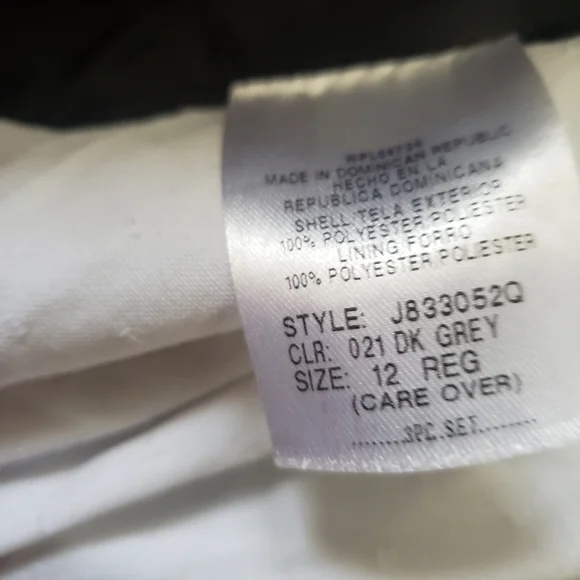 MADE IN DOMINICAN REPUBLIC
HECHO EN LA
REPUBLICA DOMINICANA
SHELL:TELA EXTERIOR
100% POLYESTER/POLIESTER
LINING FORRO
100% POLYESTER/POLIESTER
STYLE: J833052Q
CLR: 021 DK GREY
SIZE: 12 REG
(CARE OVER)
.......3PC.SET........